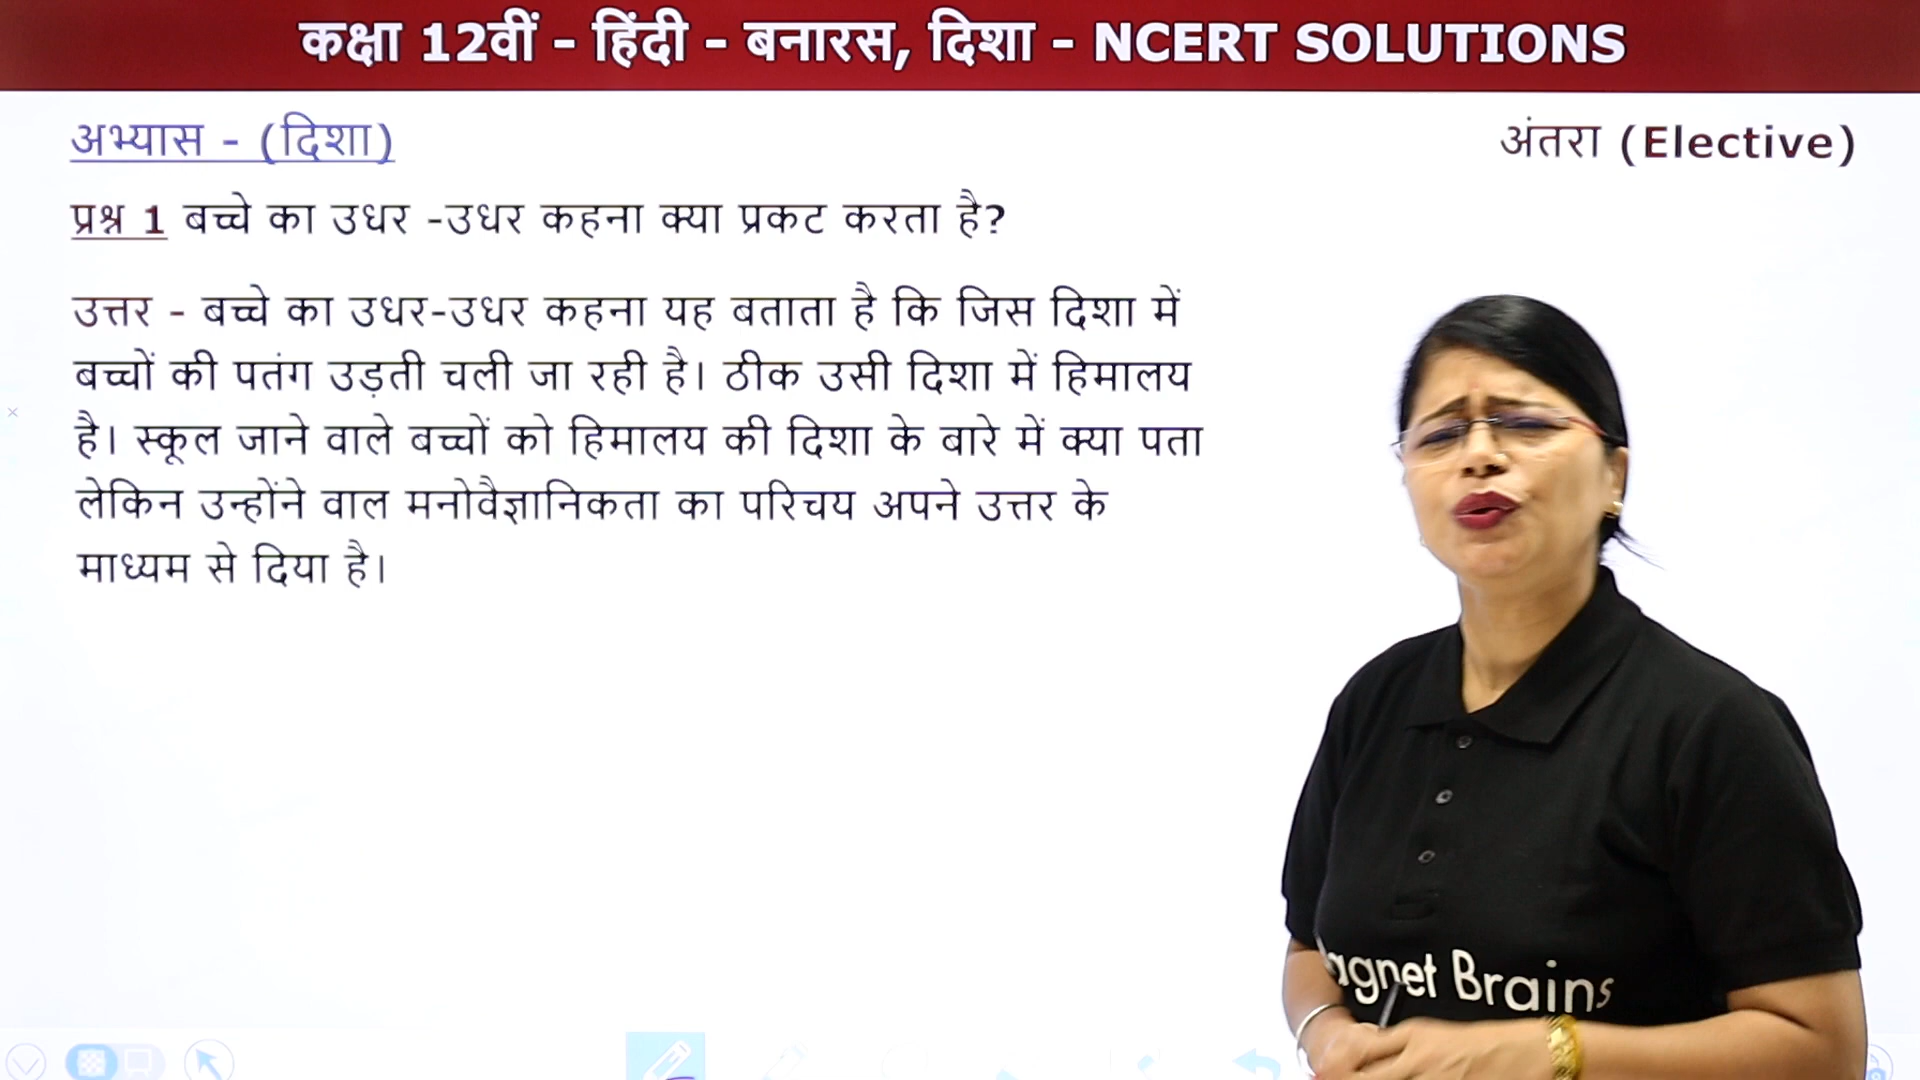 कक्षा 12वीं - हिंदी - बनारस, दिशा - NCERT SOLUTIONS
अभ्यास - (दिशा)
अंतरा (Elective)
प्रश्न 1 बच्चे का उधर -उधर कहना क्या प्रकट करता है?
उत्तर - बच्चे का उधर-उधर कहना यह बताता है कि जिस दिशा में
बच्चों की पतंग उड़ती चली जा रही है। ठीक उसी दिशा में हिमालय
है। स्कूल जाने वाले बच्चों को हिमालय की दिशा के बारे में क्या पता
लेकिन उन्होंने वाल मनोवैज्ञानिकता का परिचय अपने उत्तर के
माध्यम से दिया है।
agnet Brains